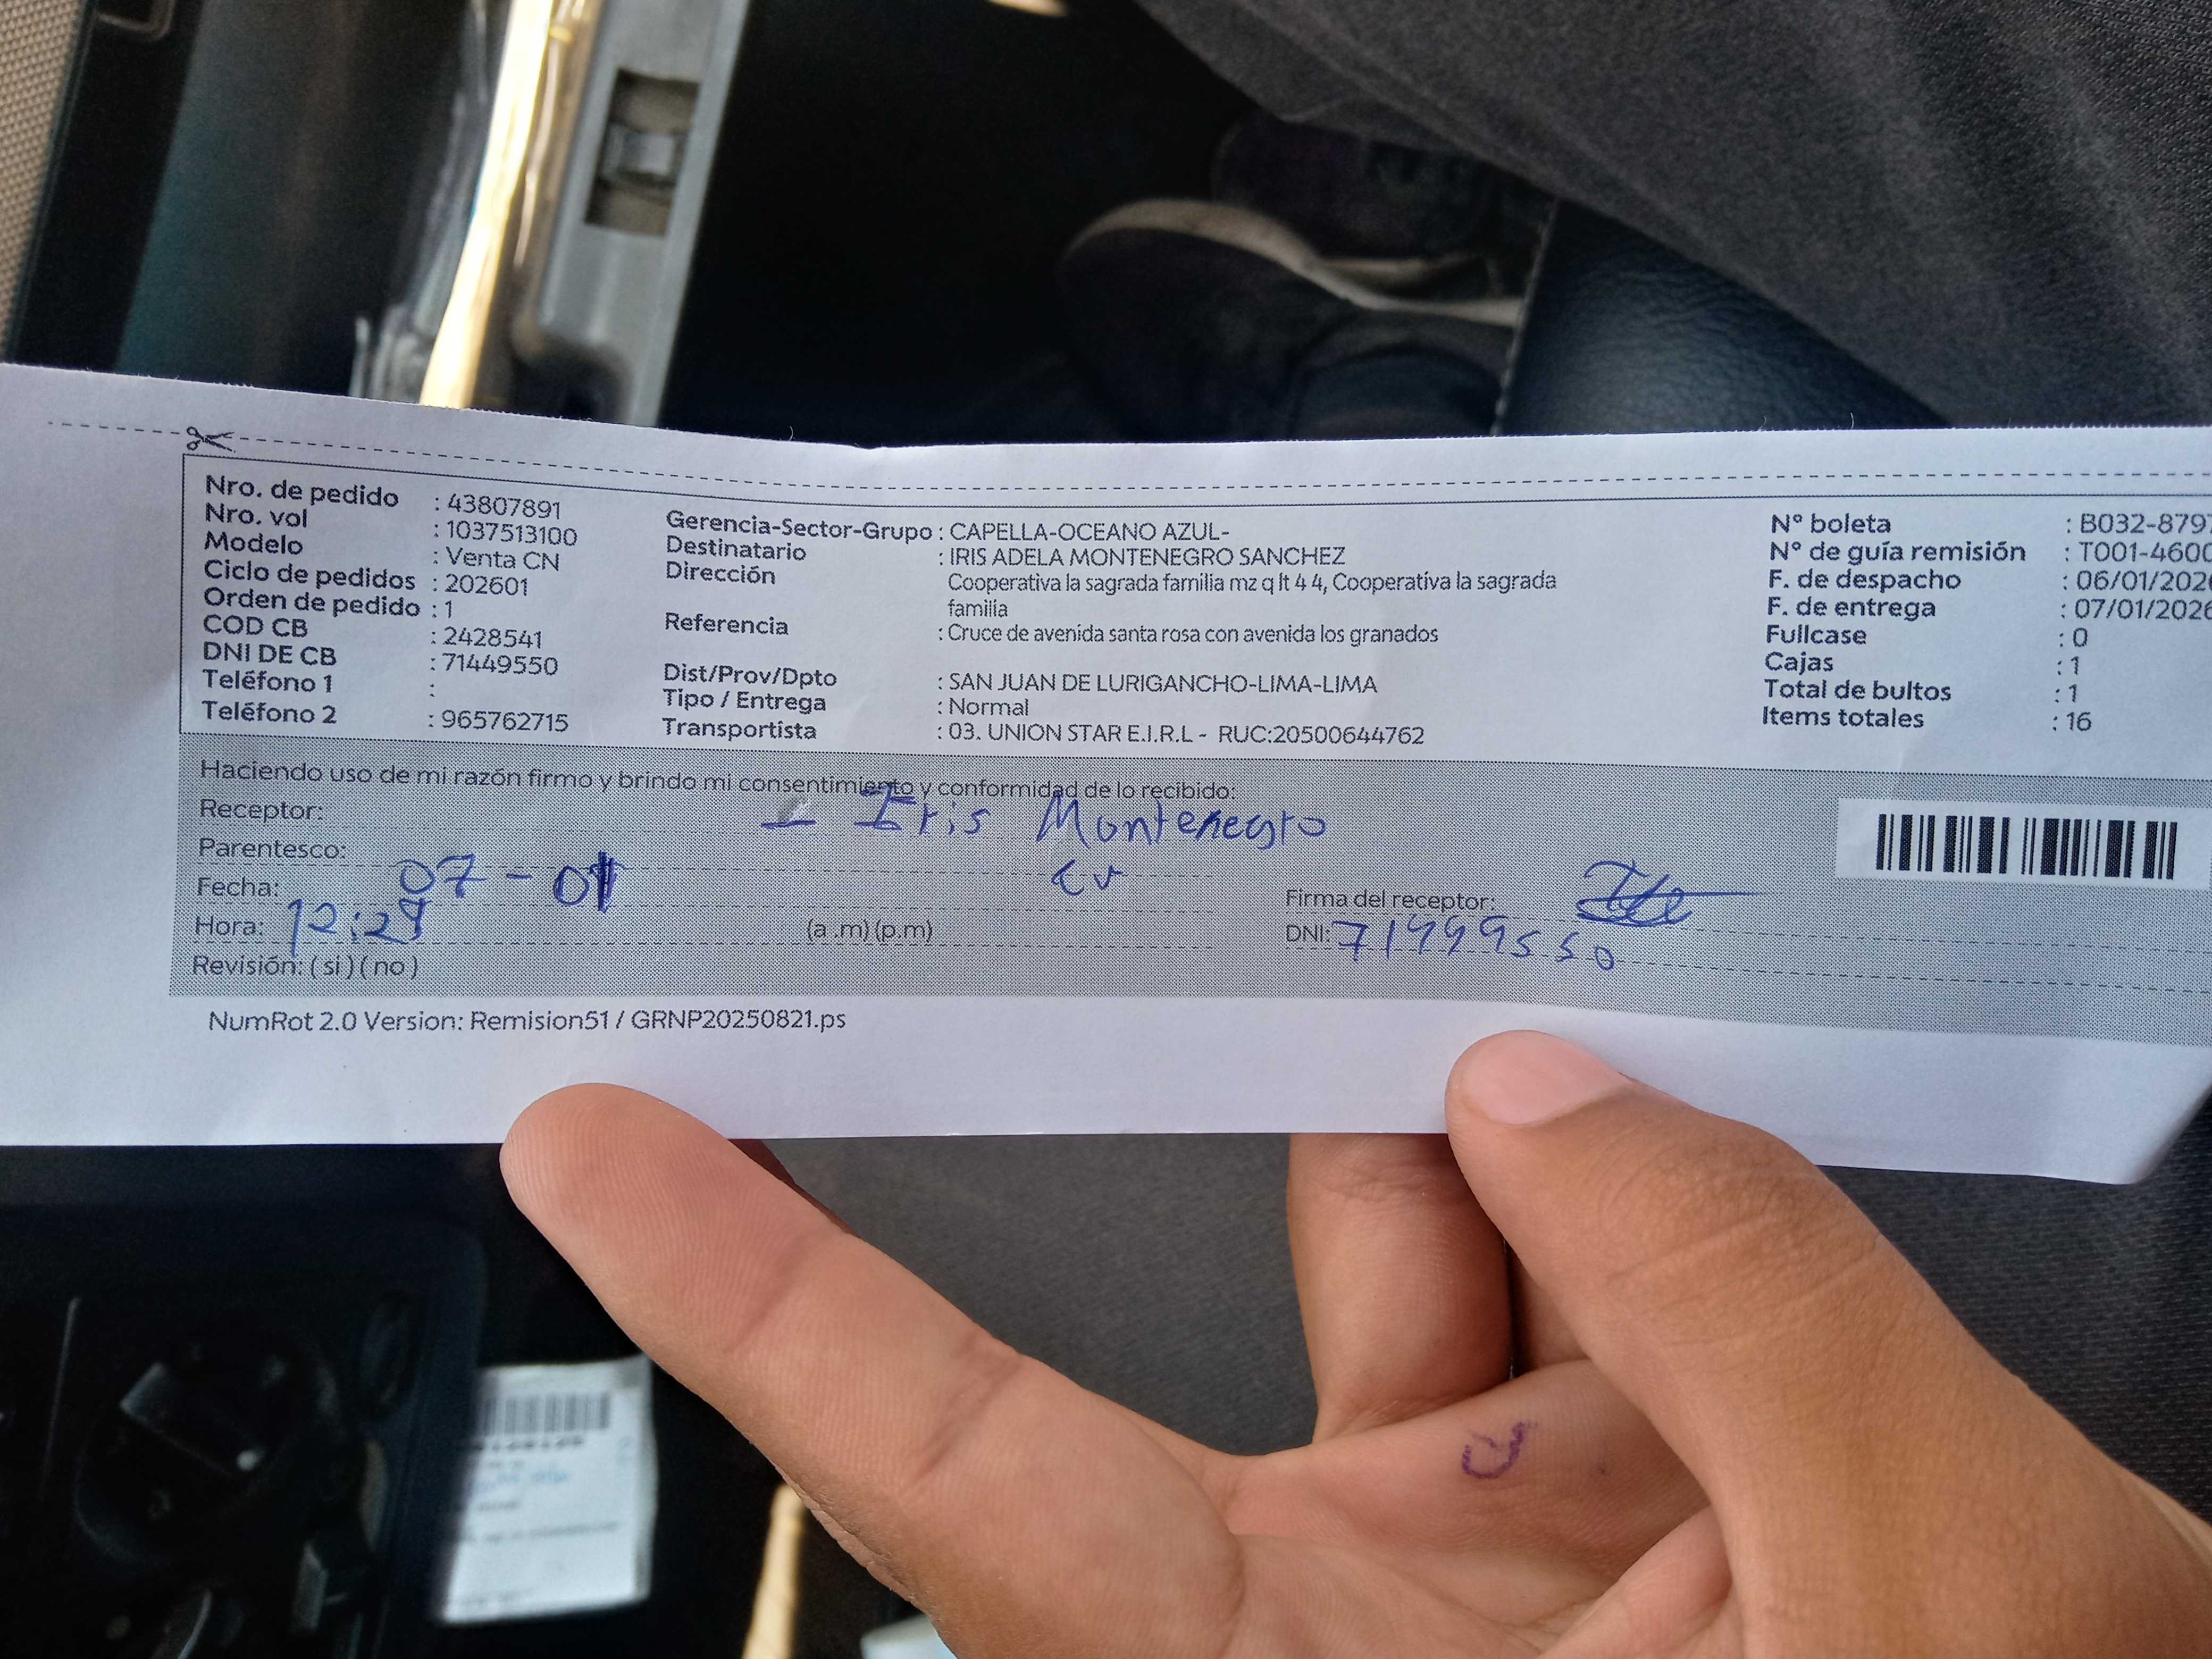 Nro. de pedido : 43807891
Nro. vol : 1037513100
Modelo : Venta CN
Ciclo de pedidos : 202601
Orden de pedido : 1
COD CB : 2428541
DNI DE CB : 71449550
Teléfono 1 :
Teléfono 2 : 965762715
Gerencia-Sector-Grupo : CAPELLA-OCEANO AZUL-
Destinatario : IRIS ADELA MONTENEGRO SANCHEZ
Dirección Cooperativa la sagrada familia mz q lt 4 4, Cooperativa la sagrada
familia
Referencia : Cruce de avenida santa rosa con avenida los granados
Dist/Prov/Dpto : SAN JUAN DE LURIGANCHO-LIMA-LIMA
Tipo / Entrega : Normal
Transportista : 03. UNION STAR E.I.R.L - RUC:20500644762
N° boleta : B032-879
N° de guía remisión : T001-4600
F. de despacho : 06/01/202
F. de entrega : 07/01/2026
Fullcase : 0
Cajas : 1
Total de bultos : 1
Items totales : 16
Haciendo uso de mi razón firmo y brindo mi consentimiento y conformidad de lo recibido:
Receptor: Iris Montenegro
Parentesco:
Fecha: 07-01
Hora: 12:29 (a .m) (p.m)
Revisión: ( si ) ( no )
Firma del receptor:
DNI: 71449550
NumRot 2.0 Version: Remision51 / GRNP20250821.ps